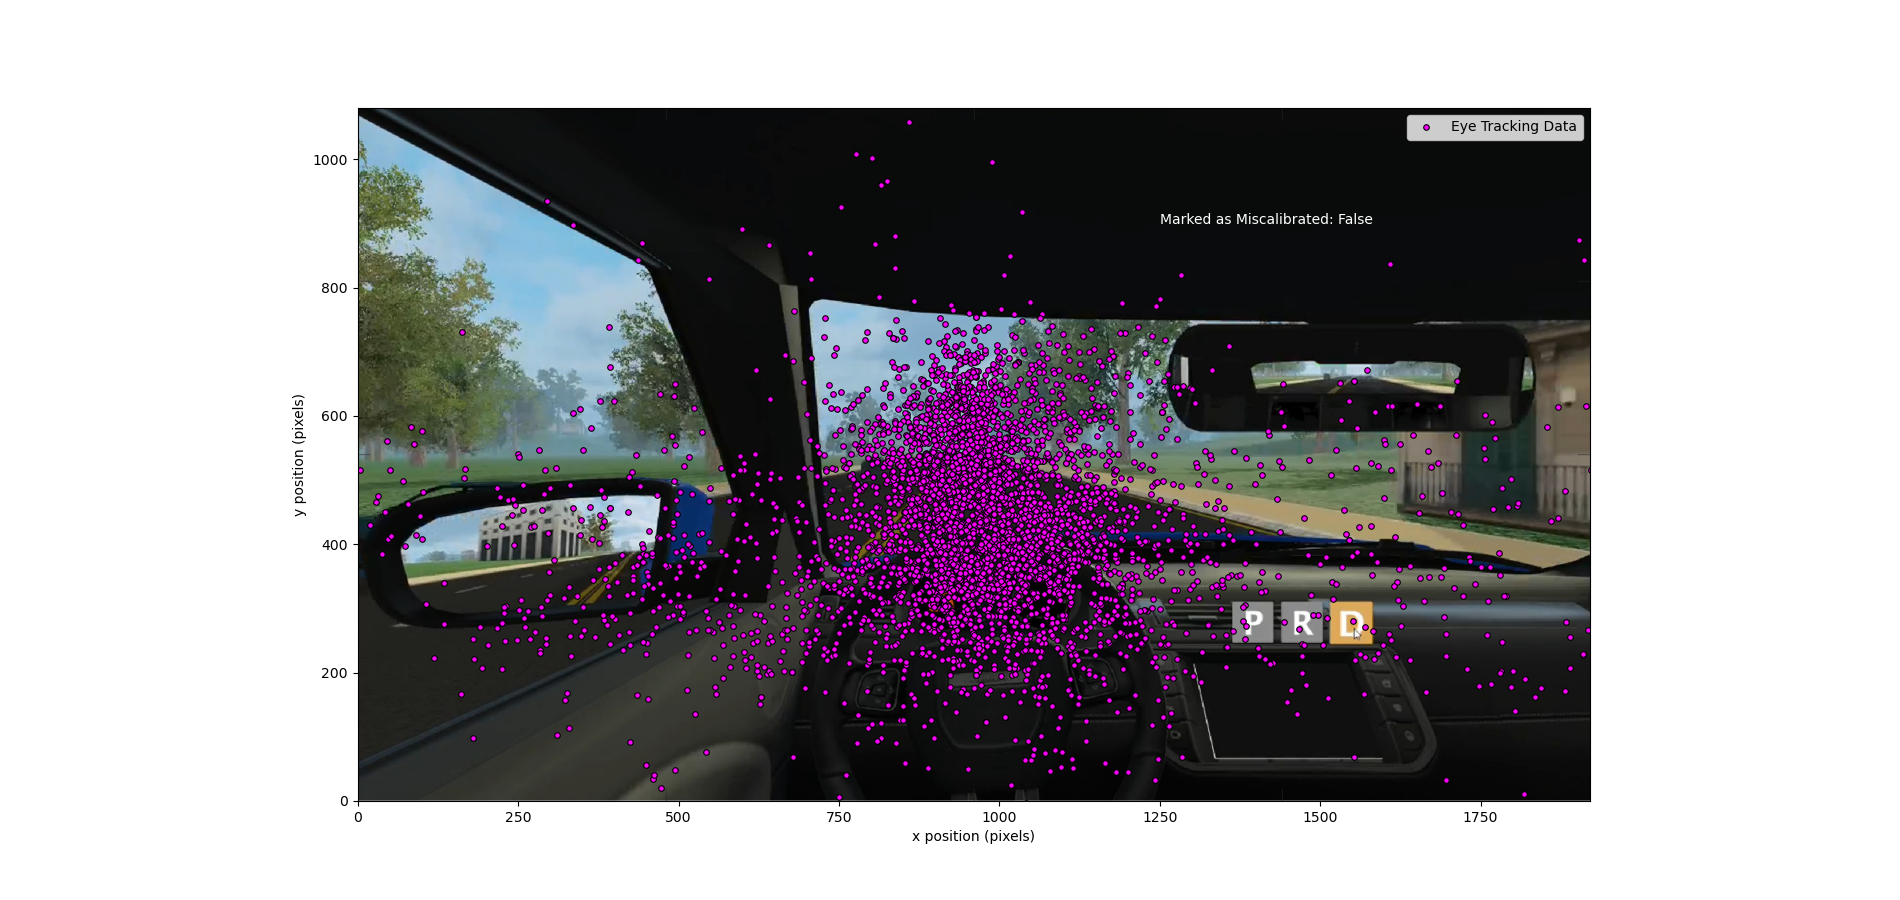 Eye Tracking Data
Marked as Miscalibrated: False
1000
800
600
400
200
0
y position (pixels)
P R D
0 250 500 750 1000 1250 1500 1750
x position (pixels)